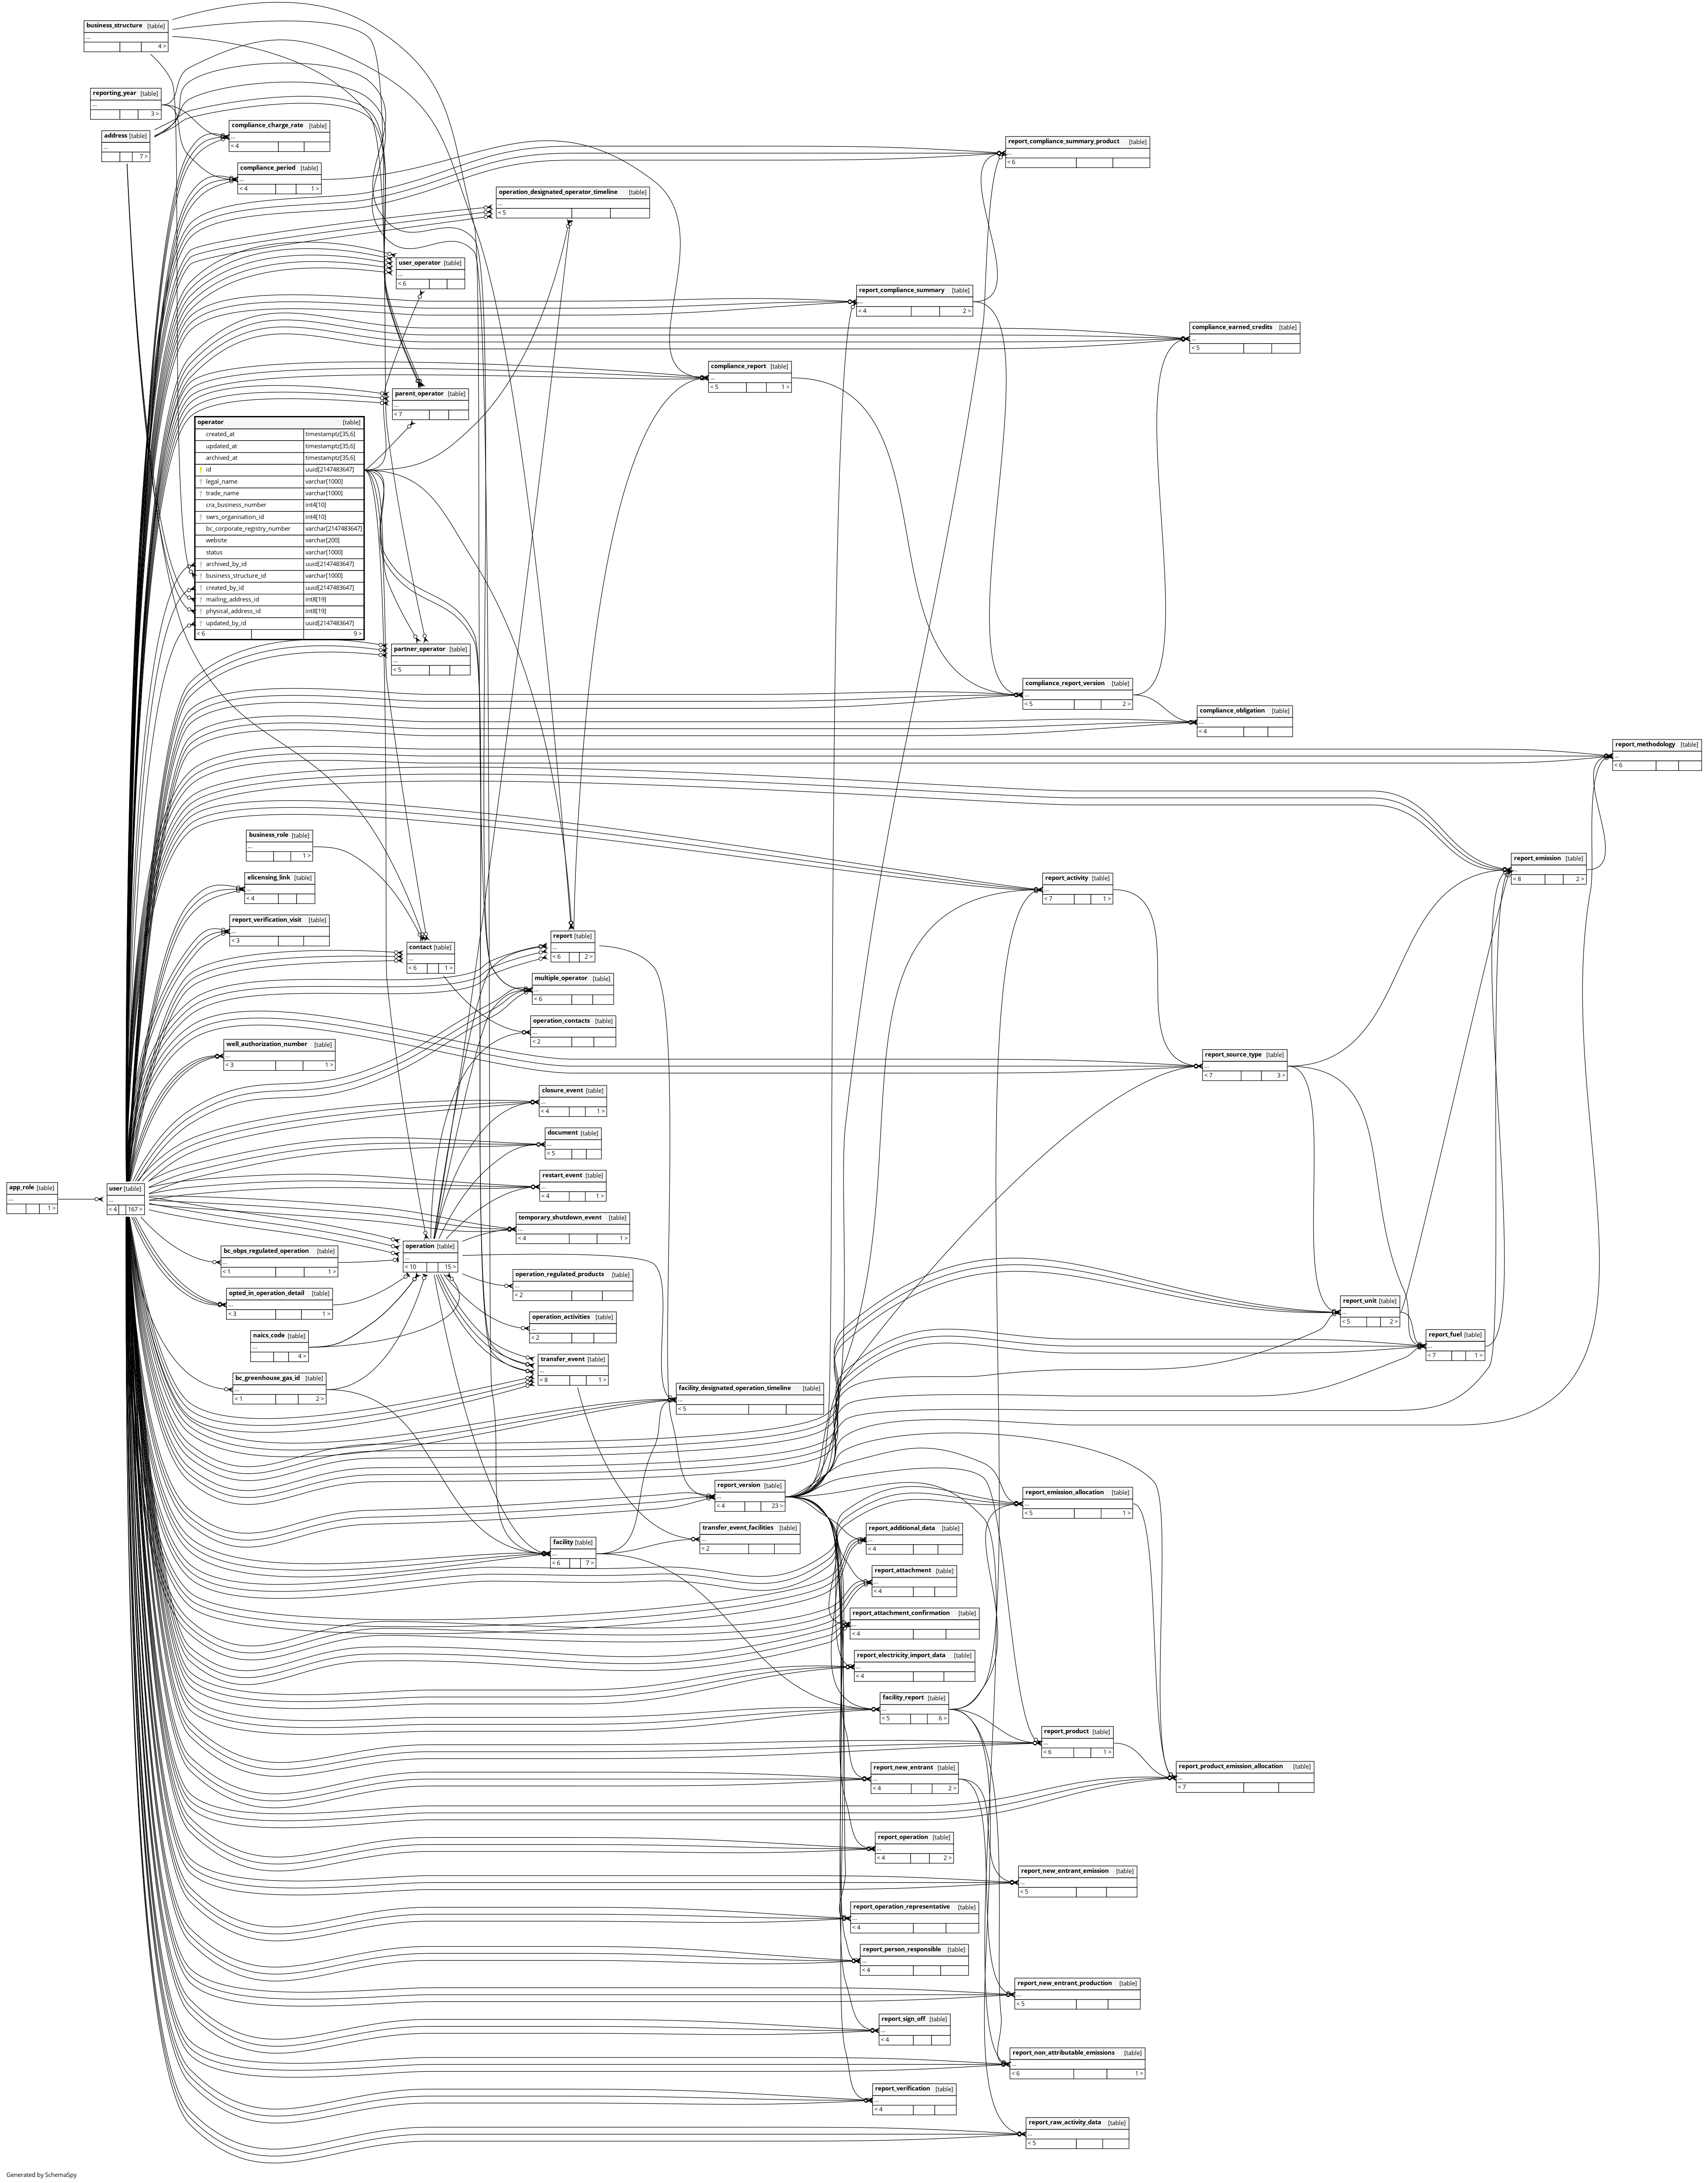 business_structure [table]
...
4 >
reporting_year [table]
...
3 >
address [table]
...
7 >
compliance_charge_rate [table]
...
< 4
compliance_period [table]
...
< 4 1 >
report_compliance_summary_product [table]
...
< 6
operation_designated_operator_timeline [table]
...
< 5
user_operator [table]
...
< 6
report_compliance_summary [table]
...
< 4 2 >
compliance_earned_credits [table]
...
< 5
compliance_report [table]
...
< 5 1 >
parent_operator [table]
...
< 7
operator [table]
created_at timestamptz[35,6]
updated_at timestamptz[35,6]
archived_at timestamptz[35,6]
id uuid[2147483647]
legal_name varchar[1000]
trade_name varchar[1000]
cra_business_number int4[10]
swrs_organisation_id int4[10]
bc_corporate_registry_number varchar[2147483647]
website varchar[200]
status varchar[1000]
archived_by_id uuid[2147483647]
business_structure_id varchar[1000]
created_by_id uuid[2147483647]
mailing_address_id int8[19]
physical_address_id int8[19]
updated_by_id uuid[2147483647]
< 6 9 >
partner_operator [table]
...
< 5
compliance_report_version [table]
...
< 5 2 >
compliance_obligation [table]
...
< 4
report_methodology [table]
...
< 6
business_role [table]
...
1 >
report_emission [table]
...
< 8 2 >
elicensing_link [table]
...
< 4
report_activity [table]
...
< 7 1 >
report_verification_visit [table]
...
< 3
contact [table]
...
< 6 1 >
report [table]
...
< 6 2 >
multiple_operator [table]
...
< 6
operation_contacts [table]
...
< 2
well_authorization_number [table]
...
< 3 1 >
report_source_type [table]
...
< 7 3 >
closure_event [table]
...
< 4 1 >
document [table]
...
< 5
restart_event [table]
...
< 4 1 >
app_role [table]
...
1 >
user [table]
...
< 4 167 >
temporary_shutdown_event [table]
...
< 4 1 >
bc_obps_regulated_operation [table]
...
< 1 1 >
operation [table]
...
< 10 15 >
operation_regulated_products [table]
...
< 2
opted_in_operation_detail [table]
...
< 3 1 >
report_unit [table]
...
< 5 2 >
operation_activities [table]
...
< 2
naics_code [table]
...
4 >
report_fuel [table]
...
< 7 1 >
transfer_event [table]
...
< 8 1 >
bc_greenhouse_gas_id [table]
...
< 1 2 >
facility_designated_operation_timeline [table]
...
< 5
report_version [table]
...
< 4 23 >
report_emission_allocation [table]
...
< 5 1 >
transfer_event_facilities [table]
...
< 2
report_additional_data [table]
...
< 4
facility [table]
...
< 6 7 >
report_attachment [table]
...
< 4
report_attachment_confirmation [table]
...
< 4
report_electricity_import_data [table]
...
< 4
facility_report [table]
...
< 5 6 >
report_product [table]
...
< 6 1 >
report_new_entrant [table]
...
< 4 2 >
report_product_emission_allocation [table]
...
< 7
report_operation [table]
...
< 4 2 >
report_new_entrant_emission [table]
...
< 5
report_operation_representative [table]
...
< 4
report_person_responsible [table]
...
< 4
report_new_entrant_production [table]
...
< 5
report_sign_off [table]
...
< 4
report_non_attributable_emissions [table]
...
< 6 1 >
report_verification [table]
...
< 4
report_raw_activity_data [table]
...
< 5
Generated by SchemaSpy